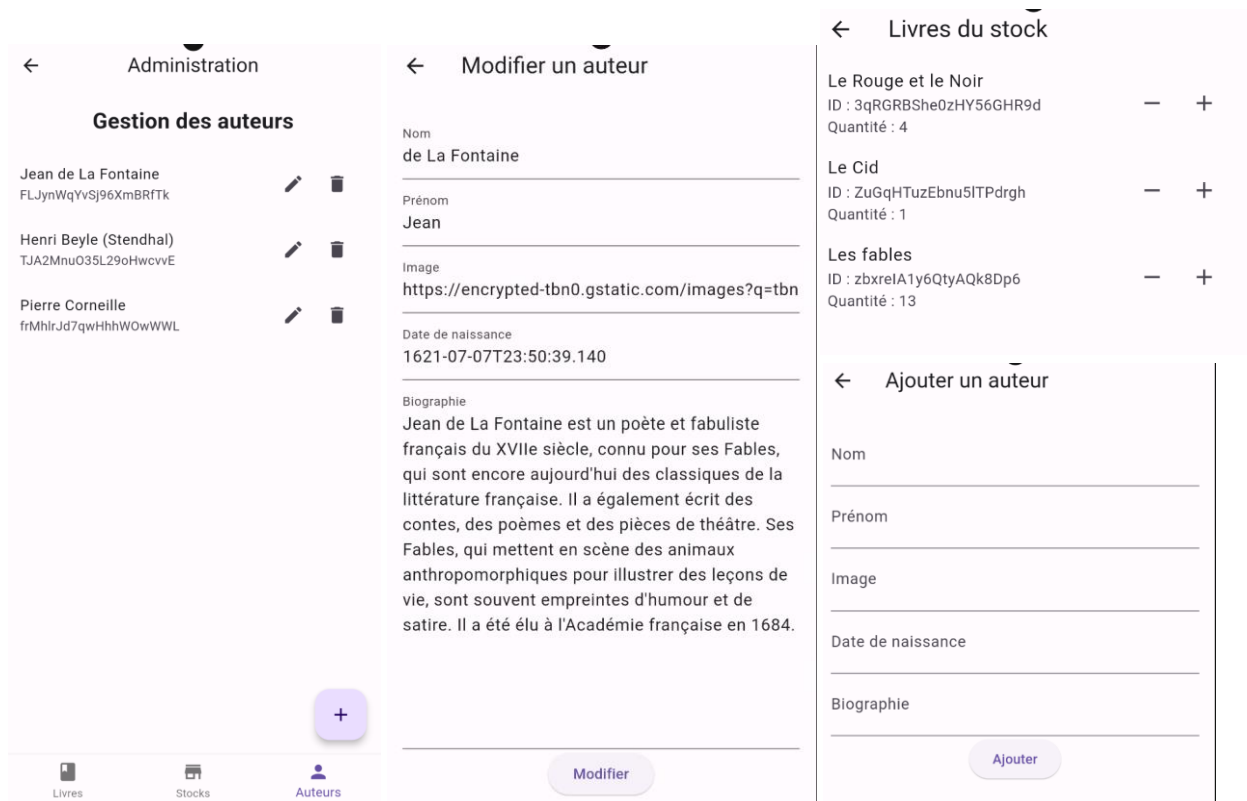 Administration
Gestion des auteurs
Jean de La Fontaine
FLJynWqYvSj96XmBRfTk
Henri Beyle (Stendhal)
TJA2MnuO35L29oHwcvvE
Pierre Corneille
frMhlrJd7qwHhhWOwWWL
Livres
Stocks
Auteurs
Modifier un auteur
Nom
de La Fontaine
Prénom
Jean
Image
https://encrypted-tbn0.gstatic.com/images?q=tbn
Date de naissance
1621-07-07T23:50:39.140
Biographie
Jean de La Fontaine est un poète et fabuliste
français du XVIIe siècle, connu pour ses Fables,
qui sont encore aujourd'hui des classiques de la
littérature française. Il a également écrit des
contes, des poèmes et des pièces de théâtre. Ses
Fables, qui mettent en scène des animaux
anthropomorphiques pour illustrer des leçons de
vie, sont souvent empreintes d'humour et de
satire. Il a été élu à l'Académie française en 1684.
Modifier
Livres du stock
Le Rouge et le Noir
ID : 3qRGRBShe0zHY56GHR9d
Quantité : 4
Le Cid
ID : ZuGqHTuzEbnu5lTPdrgh
Quantité : 1
Les fables
ID : zbxreIA1y6QtyAQk8Dp6
Quantité : 13
Ajouter un auteur
Nom
Prénom
Image
Date de naissance
Biographie
Ajouter